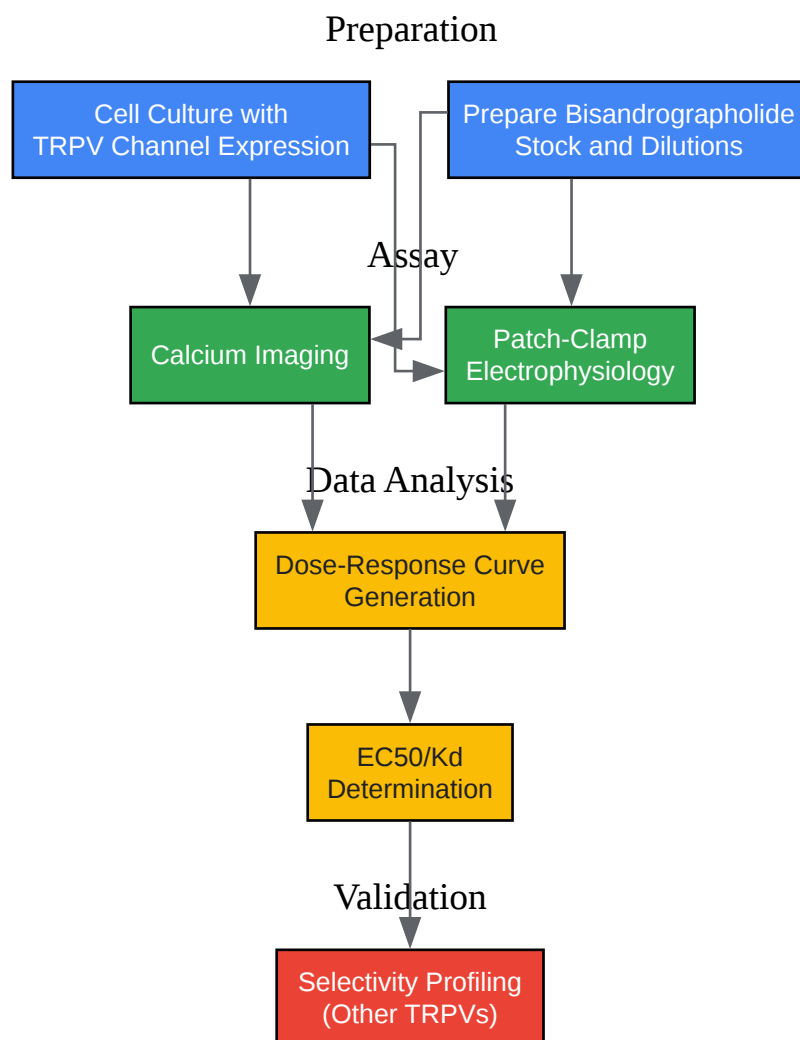 Preparation
Cell Culture with
TRPV Channel Expression
Prepare Bisandrographolide
Stock and Dilutions
Assay
Calcium Imaging
Patch-Clamp
Electrophysiology
Data Analysis
Dose-Response Curve
Generation
EC50/Kd
Determination
Validation
Selectivity Profiling
(Other TRPVs)